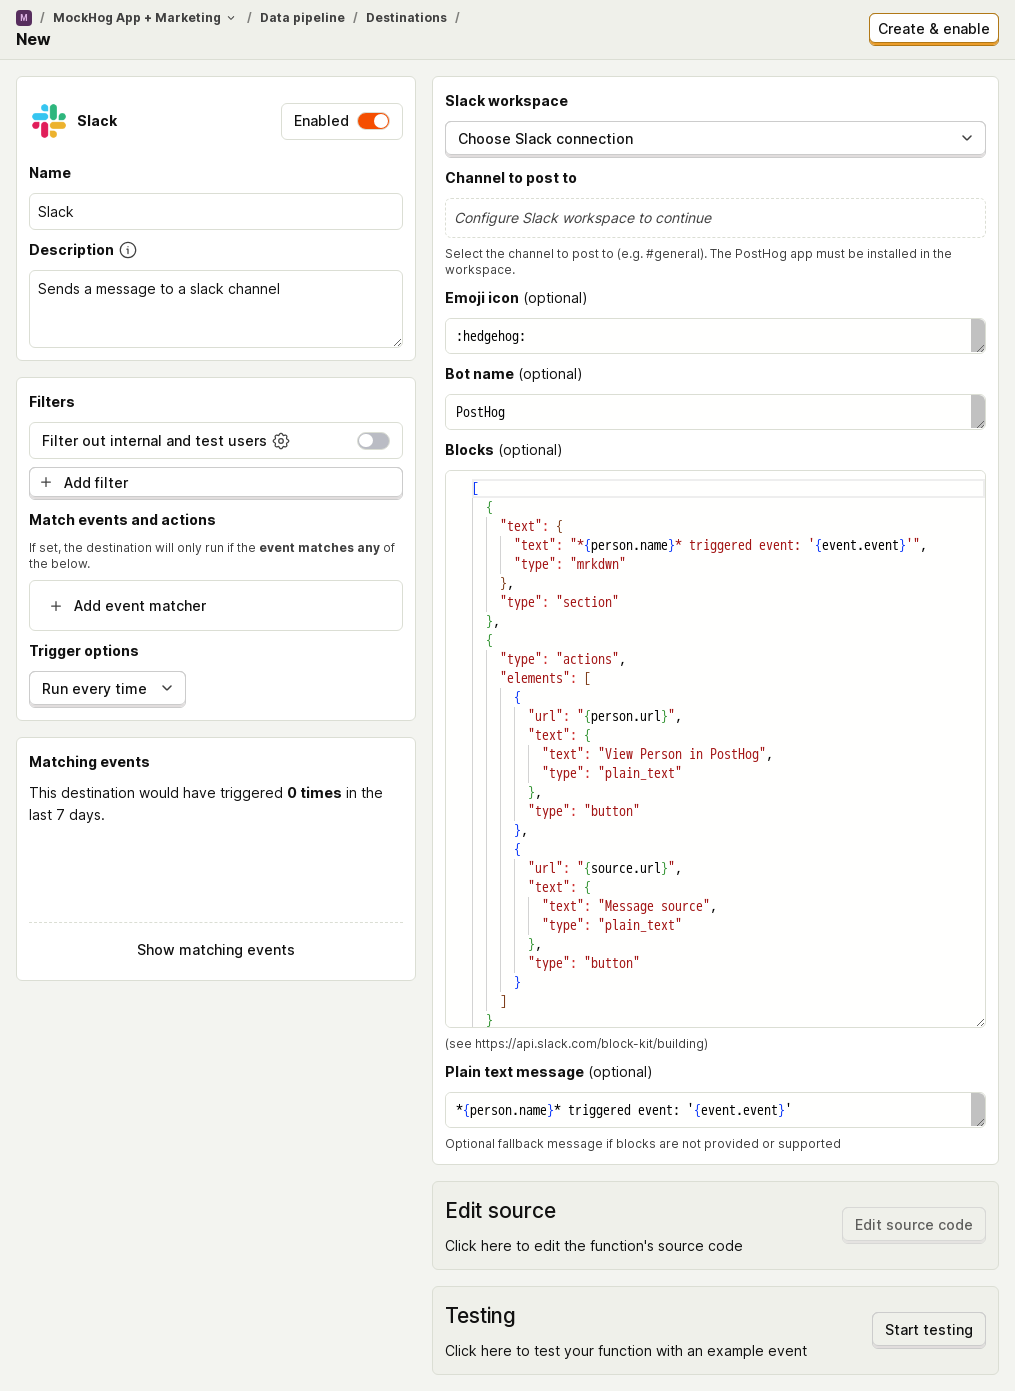 M / MockHog App + Marketing / Data pipeline / Destinations /
New
Create & enable
Slack
Enabled
Name
Slack
Description
Sends a message to a slack channel
Filters
Filter out internal and test users
Add filter
Match events and actions
If set, the destination will only run if the event matches any of
the below.
Add event matcher
Trigger options
Run every time
Matching events
This destination would have triggered 0 times in the
last 7 days.
Show matching events
Slack workspace
Choose Slack connection
Channel to post to
Configure Slack workspace to continue
Select the channel to post to (e.g. #general). The PostHog app must be installed in the
workspace.
Emoji icon (optional)
:hedgehog:
Bot name (optional)
PostHog
Blocks (optional)
[
  {
    "text": {
      "text": "*{person.name}* triggered event: '{event.event}'",
      "type": "mrkdwn"
    },
    "type": "section"
  },
  {
    "type": "actions",
    "elements": [
      {
        "url": "{person.url}",
        "text": {
          "text": "View Person in PostHog",
          "type": "plain_text"
        },
        "type": "button"
      },
      {
        "url": "{source.url}",
        "text": {
          "text": "Message source",
          "type": "plain_text"
        },
        "type": "button"
      }
    ]
  }
(see https://api.slack.com/block-kit/building)
Plain text message (optional)
*{person.name}* triggered event: '{event.event}'
Optional fallback message if blocks are not provided or supported
Edit source
Click here to edit the function's source code
Edit source code
Testing
Click here to test your function with an example event
Start testing